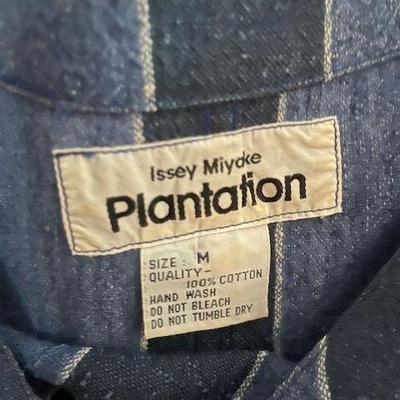 Issey Miyake
Plantation
SIZE : M
QUALITY-
100% COTTON
HAND WASH
DO NOT BLEACH
DO NOT TUMBLE DRY